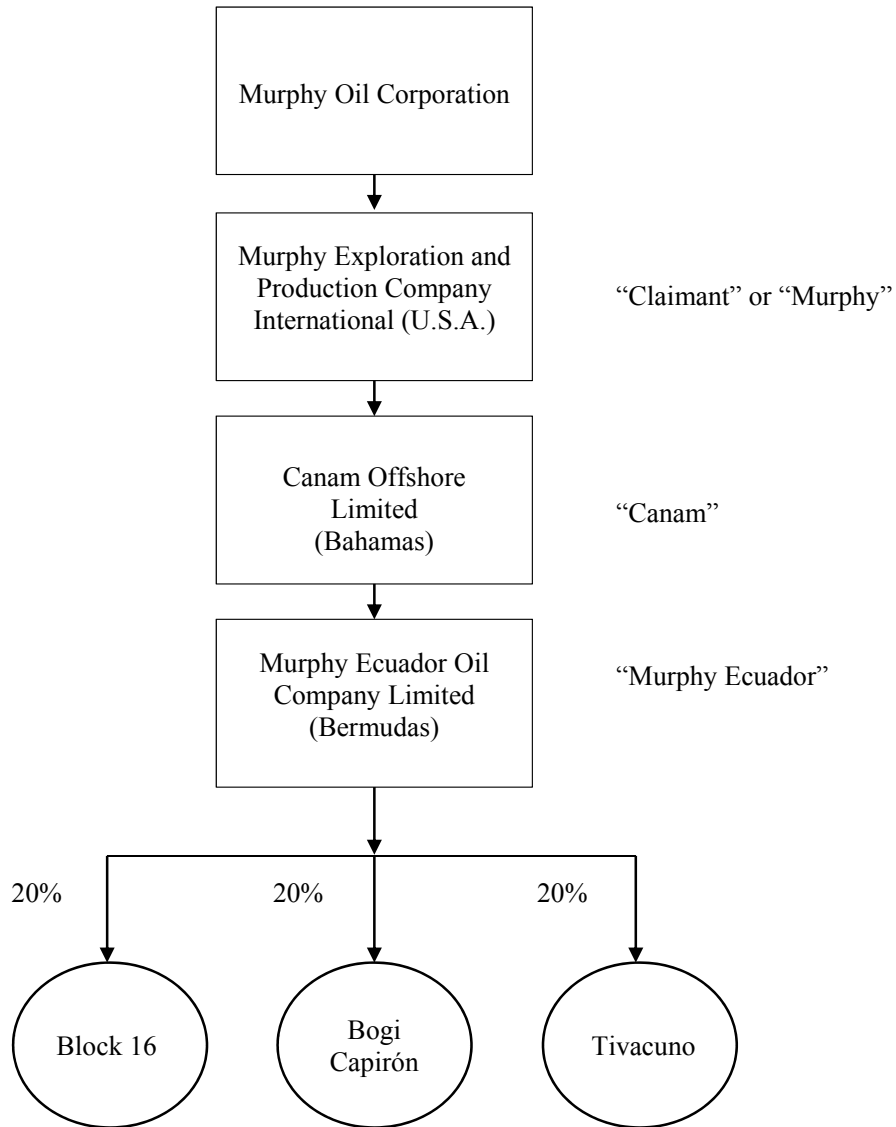 Murphy Oil Corporation
Murphy Exploration and
Production Company
International (U.S.A.)
“Claimant” or “Murphy”
Canam Offshore
Limited
(Bahamas)
“Canam”
Murphy Ecuador Oil
Company Limited
(Bermudas)
“Murphy Ecuador”
20%
20%
20%
Block 16
Bogi
Capirón
Tivacuno